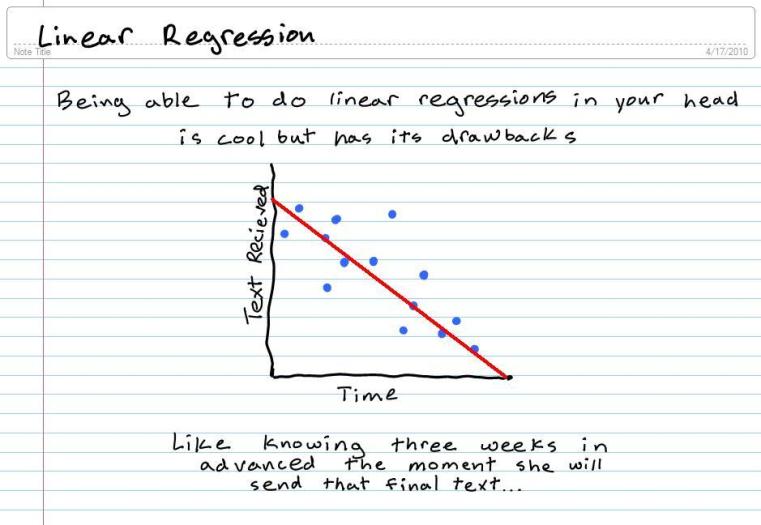 Linear Regression
Note Title
4/17/2010
Being able to do linear regressions in your head
is cool but has its drawbacks
Text Recieved
Time
Like knowing three weeks in
advanced the moment she will
send that final text...